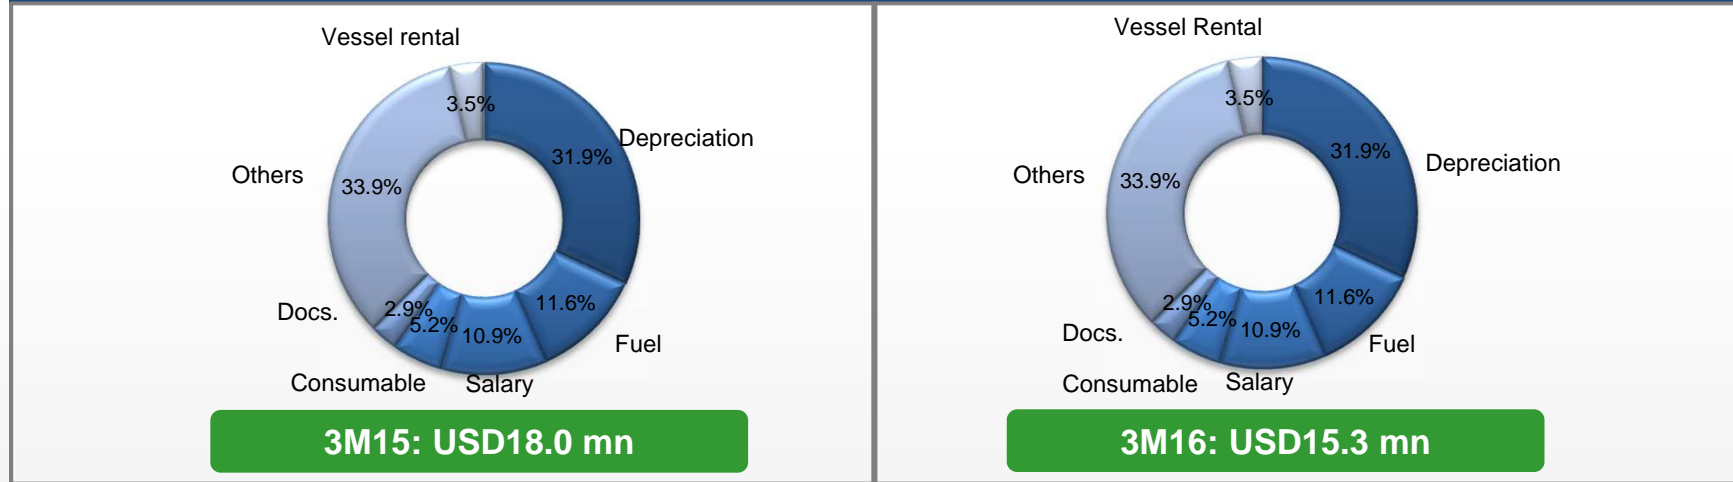 Vessel rental
3.5%
Depreciation
31.9%
Others
33.9%
2.9%
11.6%
Docs.
5.2%
10.9%
Fuel
Consumable
Salary
3M15: USD18.0 mn
Vessel Rental
3.5%
31.9%
Depreciation
Others
33.9%
2.9%
11.6%
5.2%
10.9%
Docs.
Fuel
Consumable
Salary
3M16: USD15.3 mn